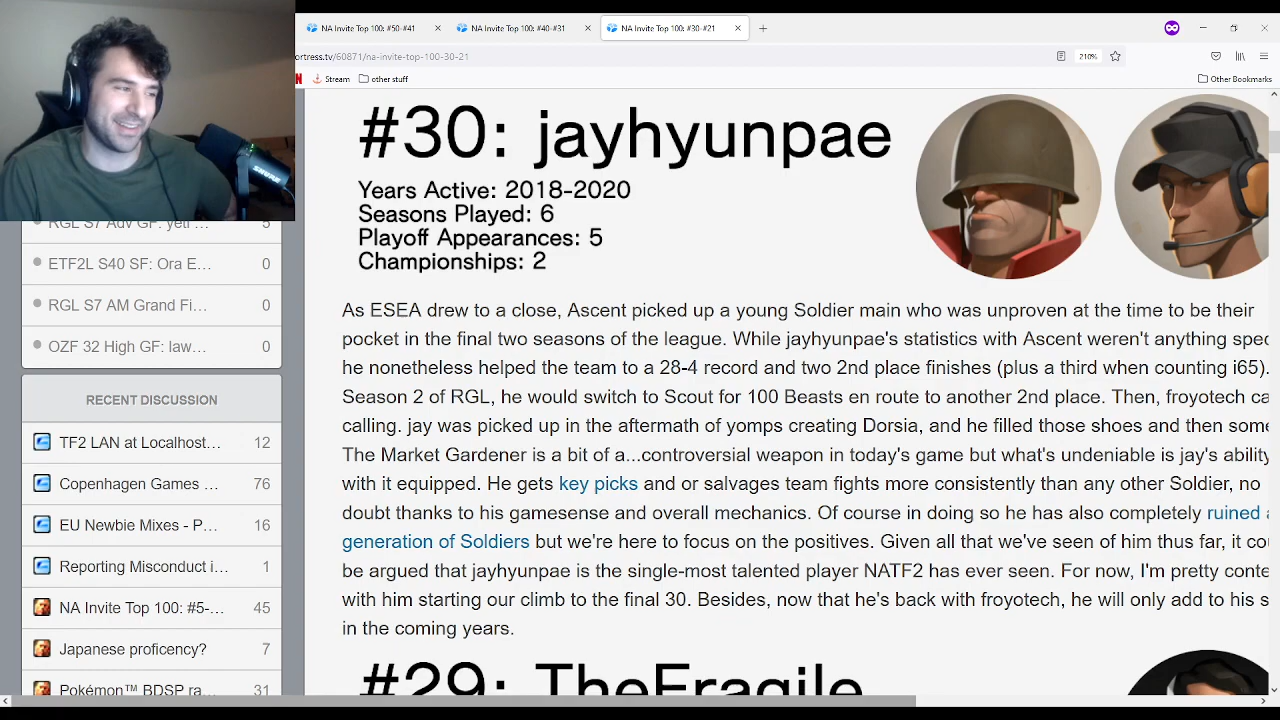 NA Invite Top 100: #50-#41
NA Invite Top 100: #40-#31
NA Invite Top 100: #30-#21
ortress.tv/60871/na-invite-top-100-30-21
210%
Stream
other stuff
Other Bookmarks
SHURE
RGL S7 Adv GF: yeti ... 5
ETF2L S40 SF: Ora E... 0
RGL S7 AM Grand Fi... 0
OZF 32 High GF: law... 0
RECENT DISCUSSION
TF2 LAN at Localhost... 12
Copenhagen Games ... 76
EU Newbie Mixes - P... 16
Reporting Misconduct i... 1
NA Invite Top 100: #5-... 45
Japanese proficency? 7
Pokémon™ BDSP ra... 31
#30: jayhyunpae
Years Active: 2018-2020
Seasons Played: 6
Playoff Appearances: 5
Championships: 2
As ESEA drew to a close, Ascent picked up a young Soldier main who was unproven at the time to be their
pocket in the final two seasons of the league. While jayhyunpae's statistics with Ascent weren't anything spec
he nonetheless helped the team to a 28-4 record and two 2nd place finishes (plus a third when counting i65).
Season 2 of RGL, he would switch to Scout for 100 Beasts en route to another 2nd place. Then, froyotech ca
calling. jay was picked up in the aftermath of yomps creating Dorsia, and he filled those shoes and then some
The Market Gardener is a bit of a...controversial weapon in today's game but what's undeniable is jay's ability
with it equipped. He gets key picks and or salvages team fights more consistently than any other Soldier, no
doubt thanks to his gamesense and overall mechanics. Of course in doing so he has also completely ruined a
generation of Soldiers but we're here to focus on the positives. Given all that we've seen of him thus far, it cou
be argued that jayhyunpae is the single-most talented player NATF2 has ever seen. For now, I'm pretty conte
with him starting our climb to the final 30. Besides, now that he's back with froyotech, he will only add to his s
in the coming years.
#29: TheFragile